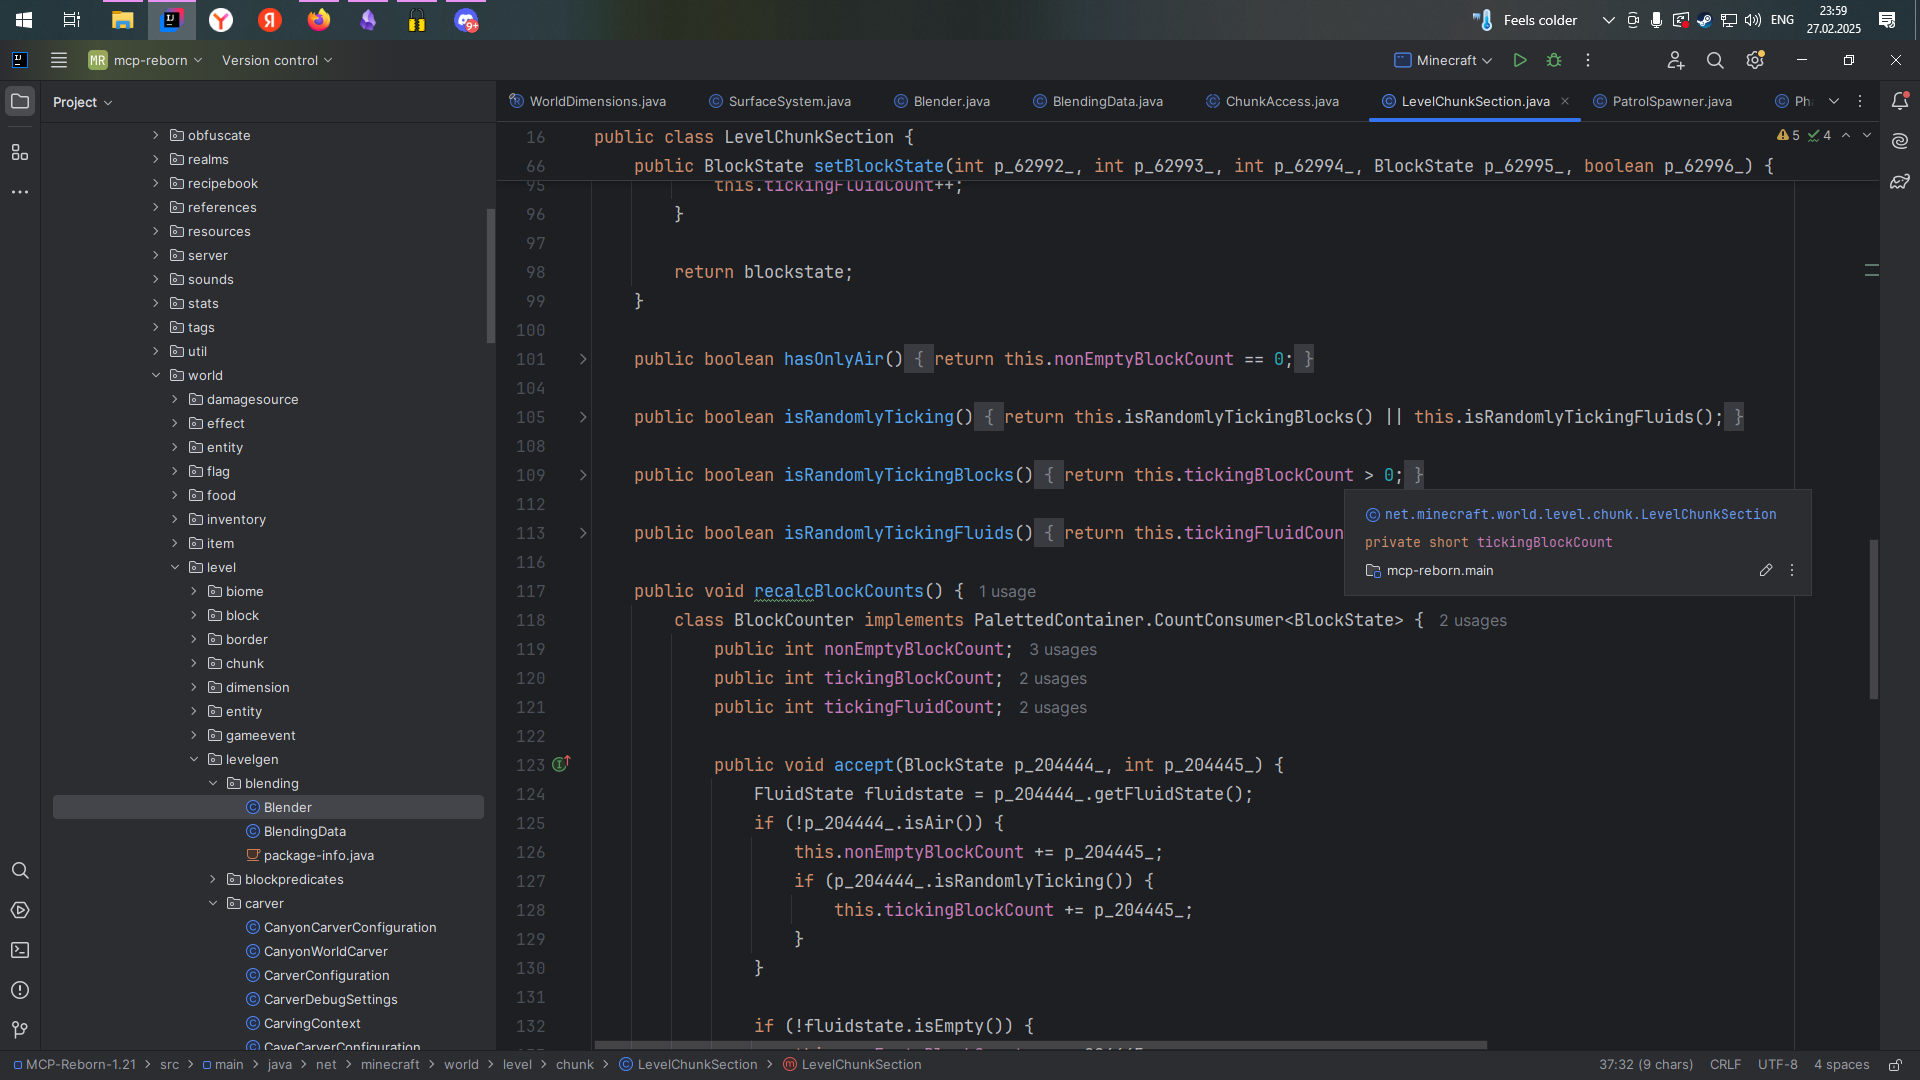 Feels colder
ENG
23:59
27.02.2025
MR mcp-reborn
Version control
Minecraft
Project
WorldDimensions.java
SurfaceSystem.java
Blender.java
BlendingData.java
ChunkAccess.java
LevelChunkSection.java
PatrolSpawner.java
obfuscate
realms
recipebook
references
resources
server
sounds
stats
tags
util
world
damagesource
effect
entity
flag
food
inventory
item
level
biome
block
border
chunk
dimension
entity
gameevent
levelgen
blending
Blender
BlendingData
package-info.java
blockpredicates
carver
CanyonCarverConfiguration
CanyonWorldCarver
CarverConfiguration
CarverDebugSettings
CarvingContext
CaveCarverConfiguration
16 public class LevelChunkSection {
5 4
66 public BlockState setBlockState(int p_62992_, int p_62993_, int p_62994_, BlockState p_62995_, boolean p_62996_) {
95 this.tickingFluidCount++;
96 }
97
98 return blockstate;
99 }
100
101 public boolean hasOnlyAir() { return this.nonEmptyBlockCount == 0; }
104
105 public boolean isRandomlyTicking() { return this.isRandomlyTickingBlocks() || this.isRandomlyTickingFluids(); }
108
109 public boolean isRandomlyTickingBlocks() { return this.tickingBlockCount > 0; }
112
113 public boolean isRandomlyTickingFluids() { return this.tickingFluidCoun
116
117 public void recalcBlockCounts() { 1 usage
118 class BlockCounter implements PalettedContainer.CountConsumer<BlockState> { 2 usages
119 public int nonEmptyBlockCount; 3 usages
120 public int tickingBlockCount; 2 usages
121 public int tickingFluidCount; 2 usages
122
123 public void accept(BlockState p_204444_, int p_204445_) {
124 FluidState fluidstate = p_204444_.getFluidState();
125 if (!p_204444_.isAir()) {
126 this.nonEmptyBlockCount += p_204445_;
127 if (p_204444_.isRandomlyTicking()) {
128 this.tickingBlockCount += p_204445_;
129 }
130 }
131
132 if (!fluidstate.isEmpty()) {
net.minecraft.world.level.chunk.LevelChunkSection
private short tickingBlockCount
mcp-reborn.main
MCP-Reborn-1.21 > src > main > java > net > minecraft > world > level > chunk > LevelChunkSection > LevelChunkSection
37:32 (9 chars) CRLF UTF-8 4 spaces